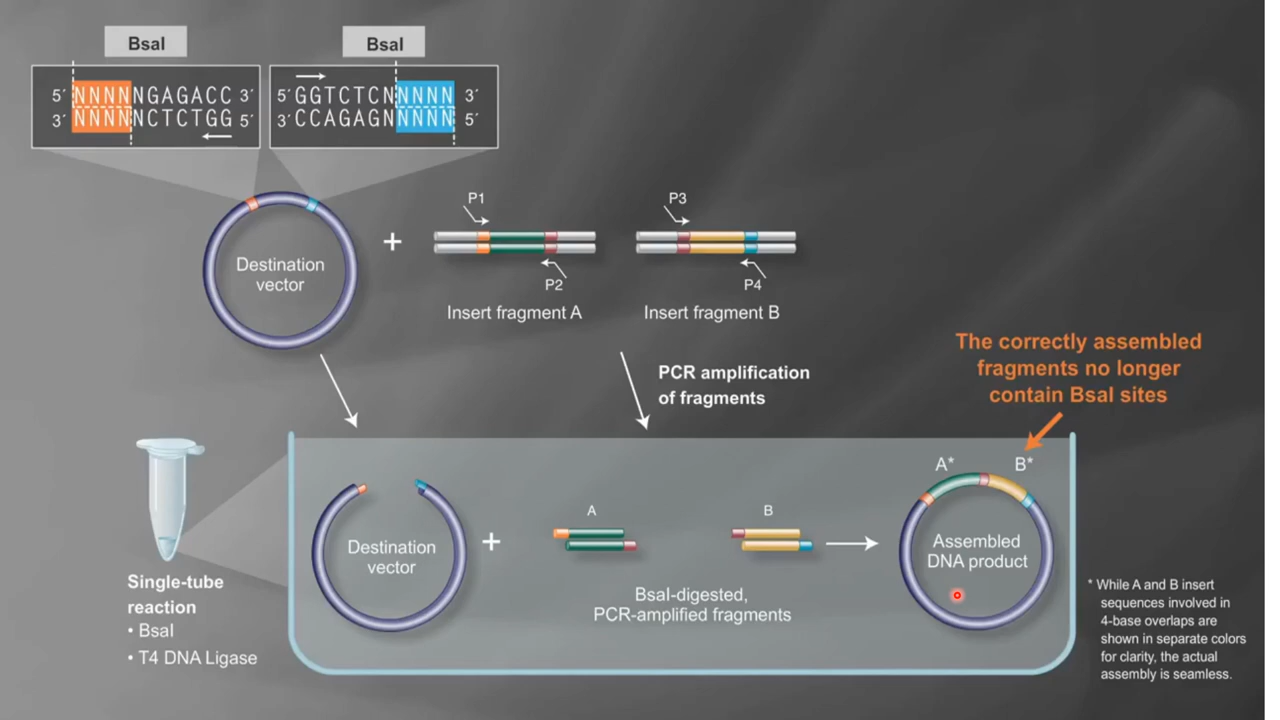 BsaI
BsaI
5´ NNNNNGAGACC 3´
3´ NNNNNCTCTGG 5´
5´ GGTCTCNNNNN 3´
3´ CCAGAGNNNNN 5´
Destination
vector
+
P1
P2
Insert fragment A
P3
P4
Insert fragment B
PCR amplification
of fragments
The correctly assembled
fragments no longer
contain BsaI sites
Single-tube
reaction
• BsaI
• T4 DNA Ligase
Destination
vector
+
A
B
BsaI-digested,
PCR-amplified fragments
A*
B*
Assembled
DNA product
* While A and B insert
sequences involved in
4-base overlaps are
shown in separate colors
for clarity, the actual
assembly is seamless.